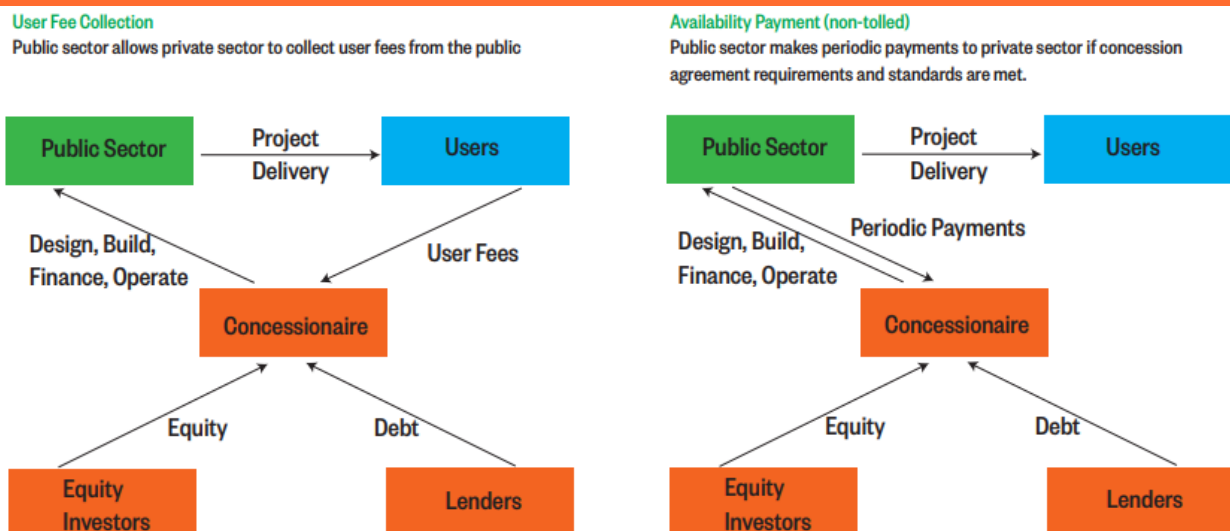 User Fee Collection
Public sector allows private sector to collect user fees from the public
Public Sector
Project
Delivery
Users
Design, Build,
Finance, Operate
User Fees
Concessionaire
Equity
Debt
Equity
Investors
Lenders
Availability Payment (non-tolled)
Public sector makes periodic payments to private sector if concession
agreement requirements and standards are met.
Public Sector
Project
Delivery
Users
Periodic Payments
Design, Build,
Finance, Operate
Concessionaire
Equity
Debt
Equity
Investors
Lenders